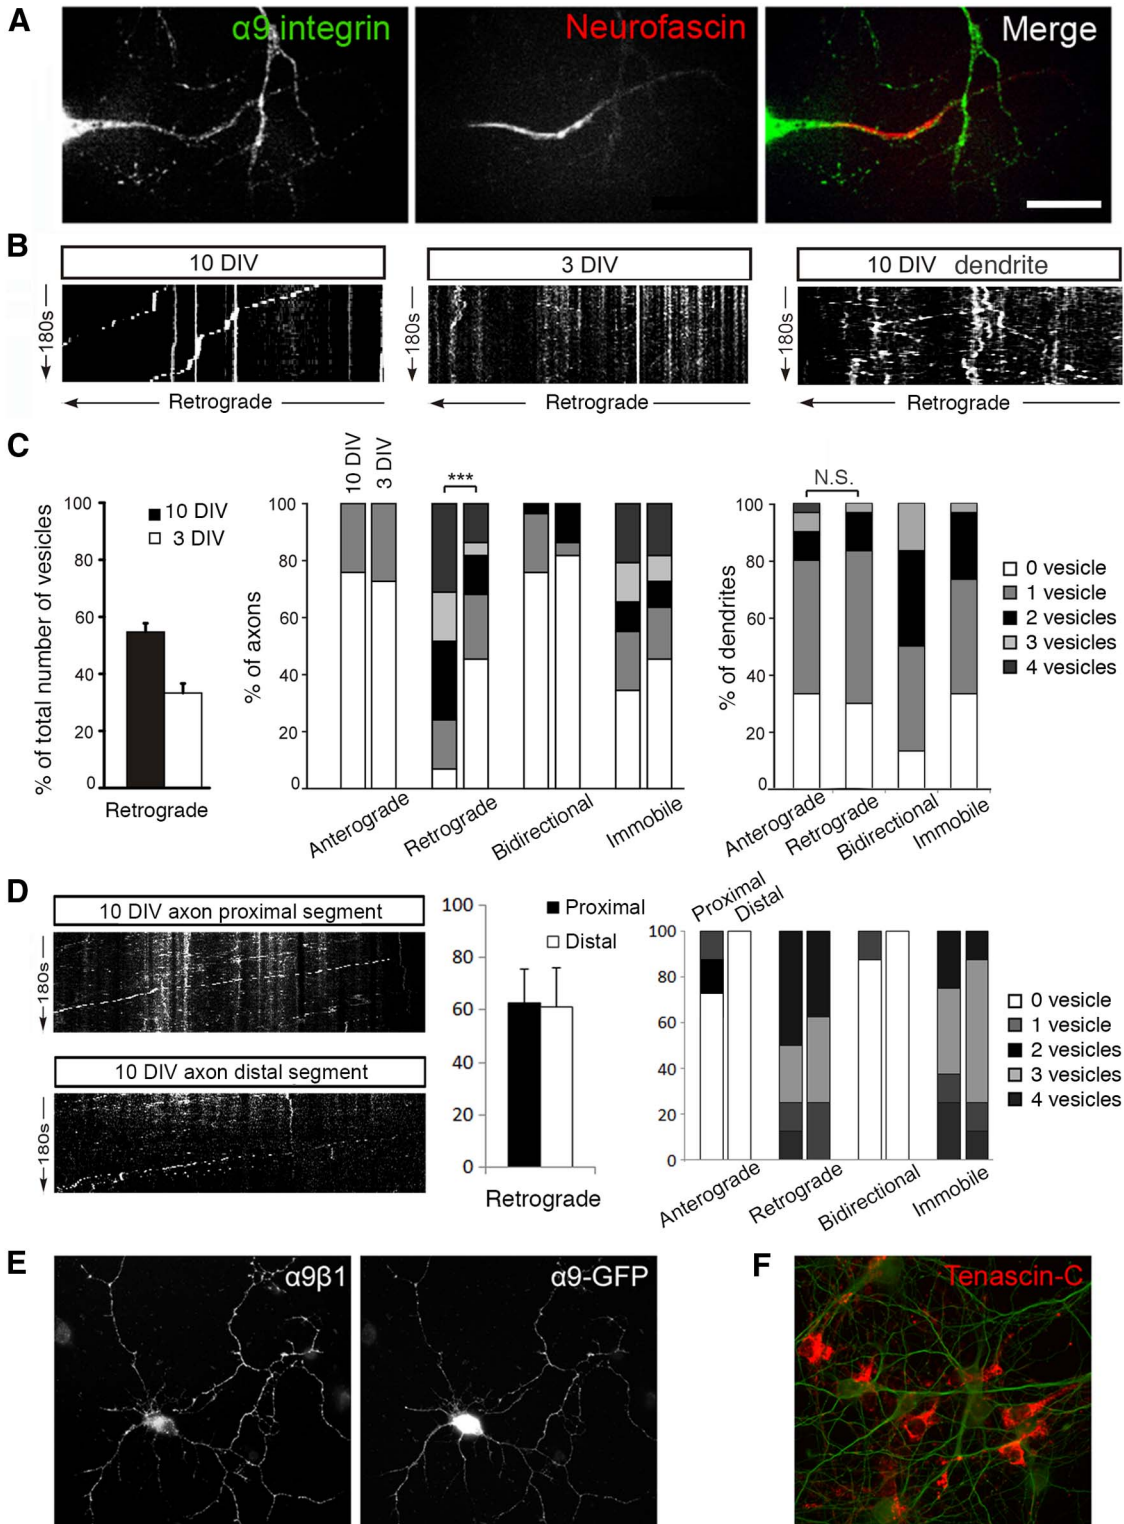 A
α9 integrin
Neurofascin
Merge
B
10 DIV
3 DIV
10 DIV dendrite
180s
180s
180s
Retrograde
Retrograde
Retrograde
C
% of total number of vesicles
100
80
60
40
20
0
10 DIV
3 DIV
Retrograde
% of axons
100
80
60
40
20
0
10 DIV
3 DIV
***
Anterograde
Retrograde
Bidirectional
Immobile
% of dendrites
100
80
60
40
20
0
N.S.
Anterograde
Retrograde
Bidirectional
Immobile
0 vesicle
1 vesicle
2 vesicles
3 vesicles
4 vesicles
D
10 DIV axon proximal segment
180s
10 DIV axon distal segment
180s
100
80
60
40
20
0
Proximal
Distal
Retrograde
Proximal
Distal
100
80
60
40
20
0
Anterograde
Retrograde
Bidirectional
Immobile
0 vesicle
1 vesicle
2 vesicles
3 vesicles
4 vesicles
E
α9β1
α9-GFP
F
Tenascin-C